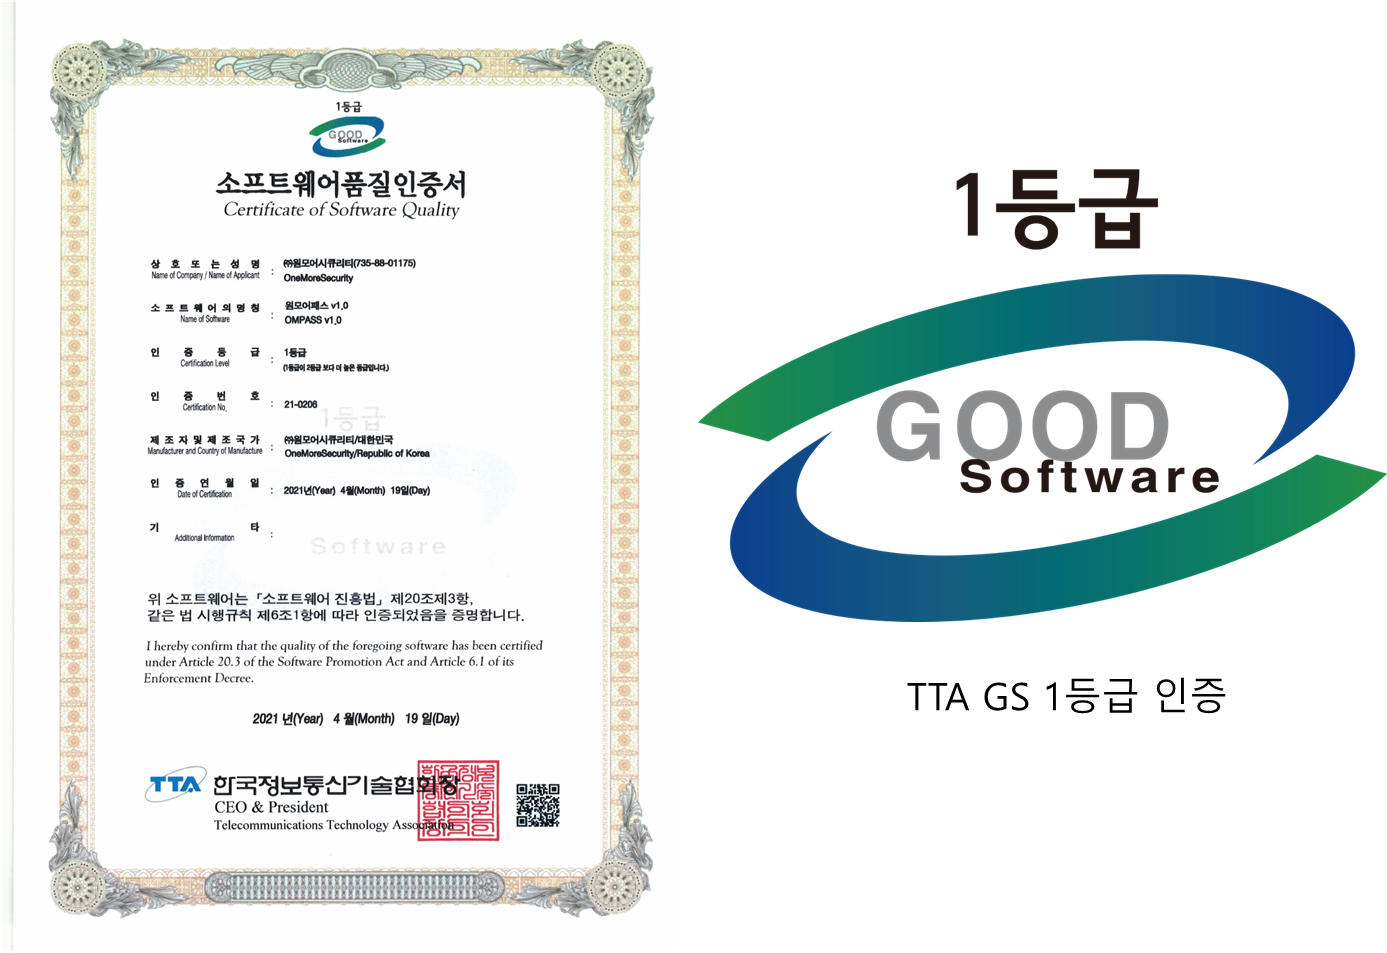 1등급
GOOD
Software
소프트웨어품질인증서
Certificate of Software Quality
상호또는성명 : ㈜원모어시큐리티(735-88-01175)
Name of Company / Name of Applicant OneMoreSecurity
소프트웨어의명칭 : 원모어패스 v1.0
Name of Software OMPASS v1.0
인증등급 : 1등급
Certification Level (1등급이 2등급 보다 더 높은 등급입니다.)
인증번호 : 21-0206
Certification No.
제조자및제조국가 : ㈜원모어시큐리티/대한민국
Manufacturer and Country of Manufacture OneMoreSecurity/Republic of Korea
인증연월일 : 2021년(Year) 4월(Month) 19일(Day)
Date of Certification
기타 :
Additional Information
1등급
Software
위 소프트웨어는「소프트웨어 진흥법」제20조제3항,
같은 법 시행규칙 제6조1항에 따라 인증되었음을 증명합니다.
I hereby confirm that the quality of the foregoing software has been certified
under Article 20.3 of the Software Promotion Act and Article 6.1 of its
Enforcement Decree.
2021 년(Year) 4 월(Month) 19 일(Day)
TTA 한국정보통신기술협회장
CEO & President
Telecommunications Technology Association
1등급
GOOD
Software
TTA GS 1등급 인증